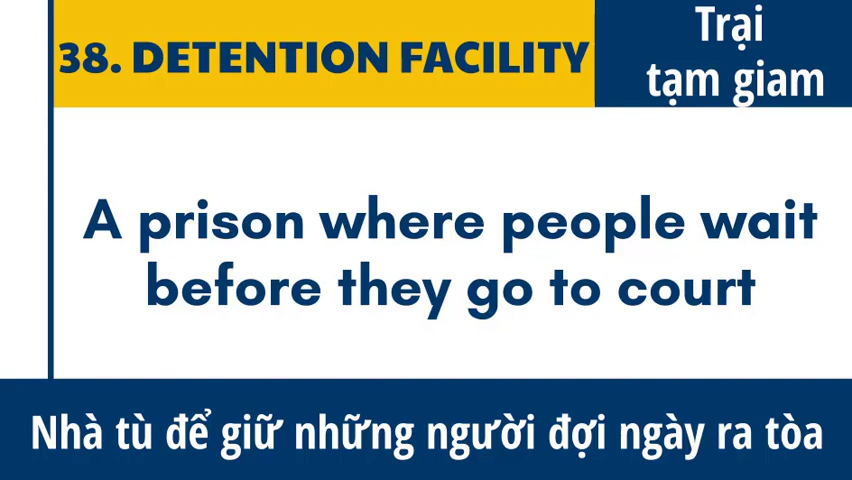 38. DETENTION FACILITY
Trại
tạm giam
A prison where people wait
before they go to court
Nhà tù để giữ những người đợi ngày ra tòa